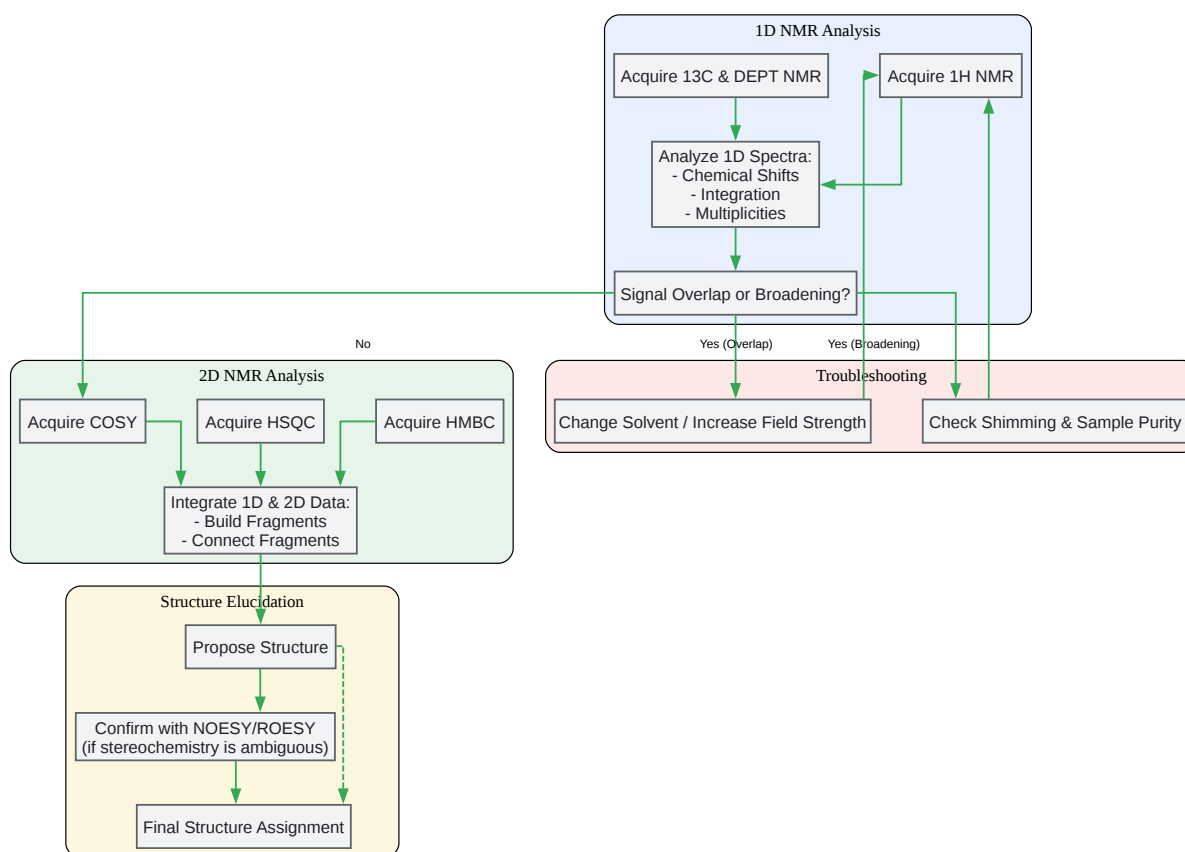 1D NMR Analysis
Acquire 13C & DEPT NMR
Acquire 1H NMR
Analyze 1D Spectra:
- Chemical Shifts
- Integration
- Multiplicities
Signal Overlap or Broadening?
No
Yes (Overlap)
Yes (Broadening)
2D NMR Analysis
Troubleshooting
Acquire COSY
Acquire HSQC
Acquire HMBC
Change Solvent / Increase Field Strength
Check Shimming & Sample Purity
Integrate 1D & 2D Data:
- Build Fragments
- Connect Fragments
Structure Elucidation
Propose Structure
Confirm with NOESY/ROESY
(if stereochemistry is ambiguous)
Final Structure Assignment